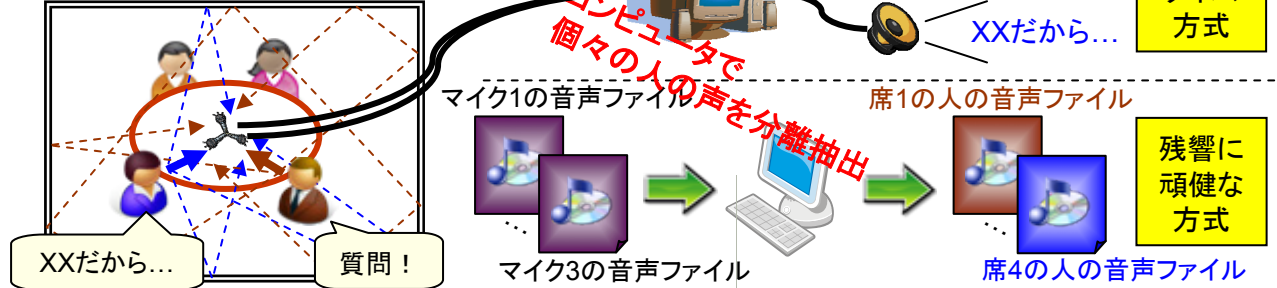 コンピュータで
個々の人の声を分離抽出
XXだから…
方式
マイク1の音声ファイル
席1の人の音声ファイル
残響に
頑健な
方式
…
…
XXだから…
質問！
マイク3の音声ファイル
席4の人の音声ファイル